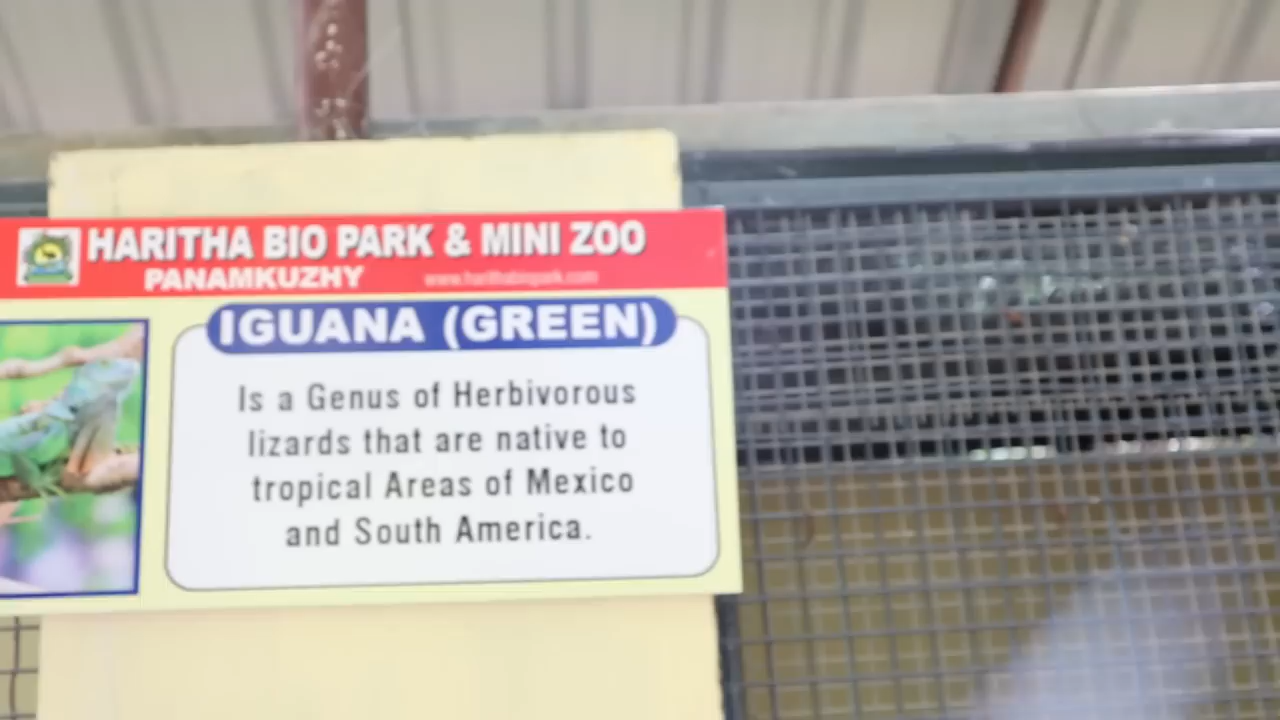 HARITHA BIO PARK & MINI ZOO
PANAMKUZHY www.harithabiopark.com
IGUANA (GREEN)
Is a Genus of Herbivorous
lizards that are native to
tropical Areas of Mexico
and South America.